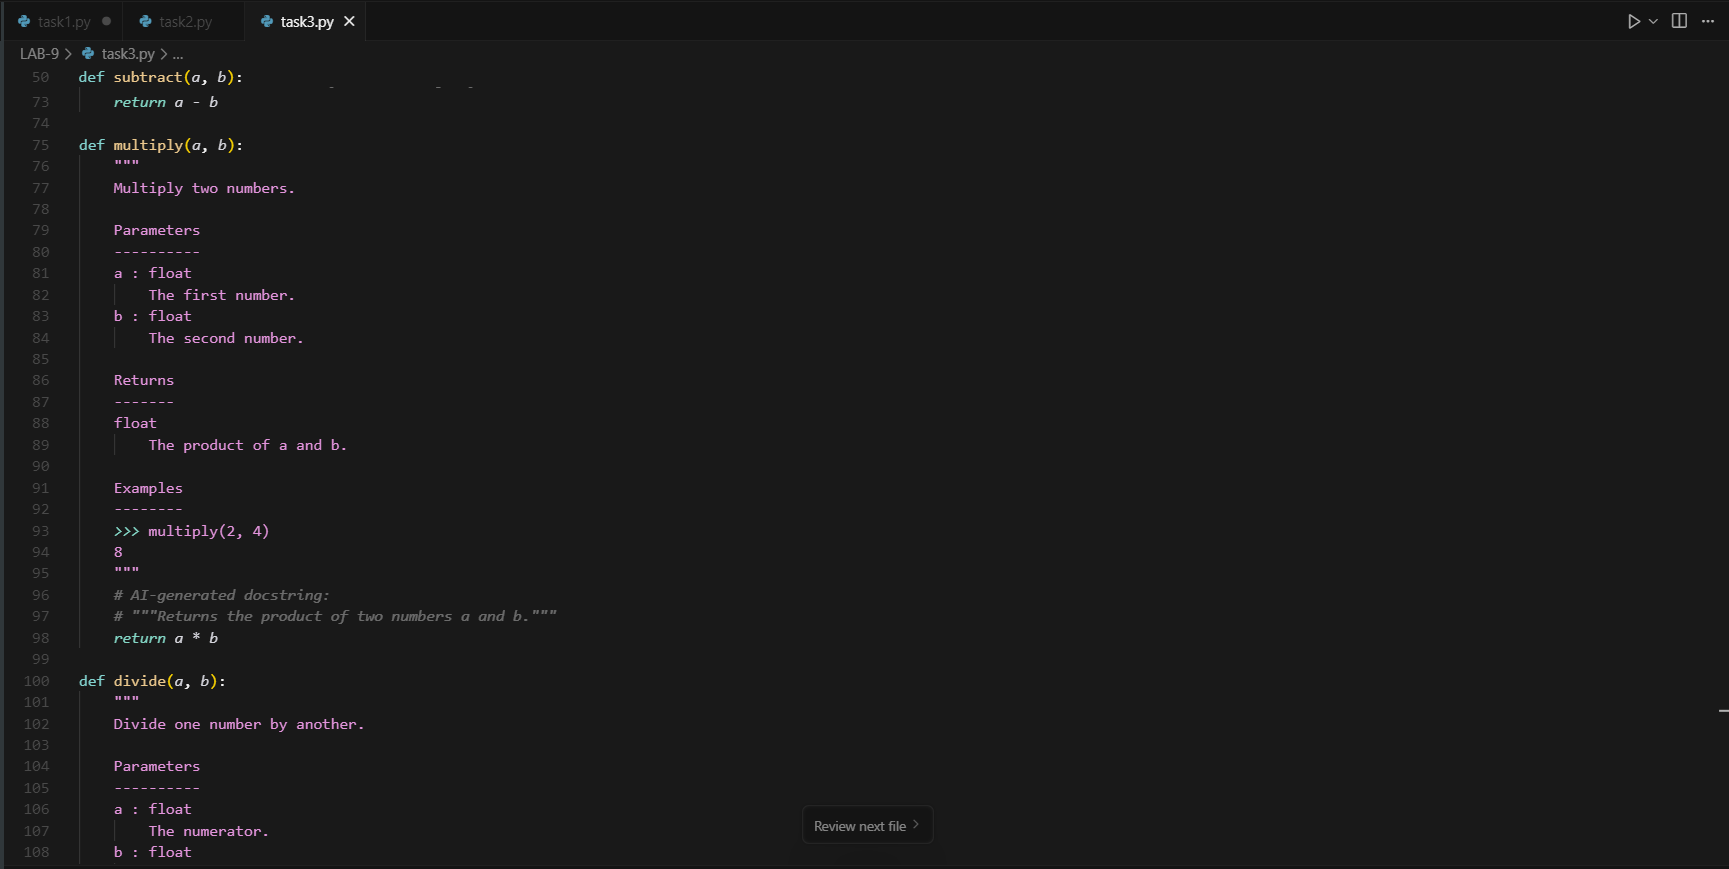 task1.py
task2.py
task3.py
LAB-9 > task3.py > ...
50 def subtract(a, b):
73     return a - b
74
75 def multiply(a, b):
76     """
77     Multiply two numbers.
78
79     Parameters
80     ----------
81     a : float
82         The first number.
83     b : float
84         The second number.
85
86     Returns
87     -------
88     float
89         The product of a and b.
90
91     Examples
92     --------
93     >>> multiply(2, 4)
94     8
95     """
96     # AI-generated docstring:
97     # """Returns the product of two numbers a and b."""
98     return a * b
99
100 def divide(a, b):
101     """
102     Divide one number by another.
103
104     Parameters
105     ----------
106     a : float
107         The numerator.
108     b : float
Review next file >